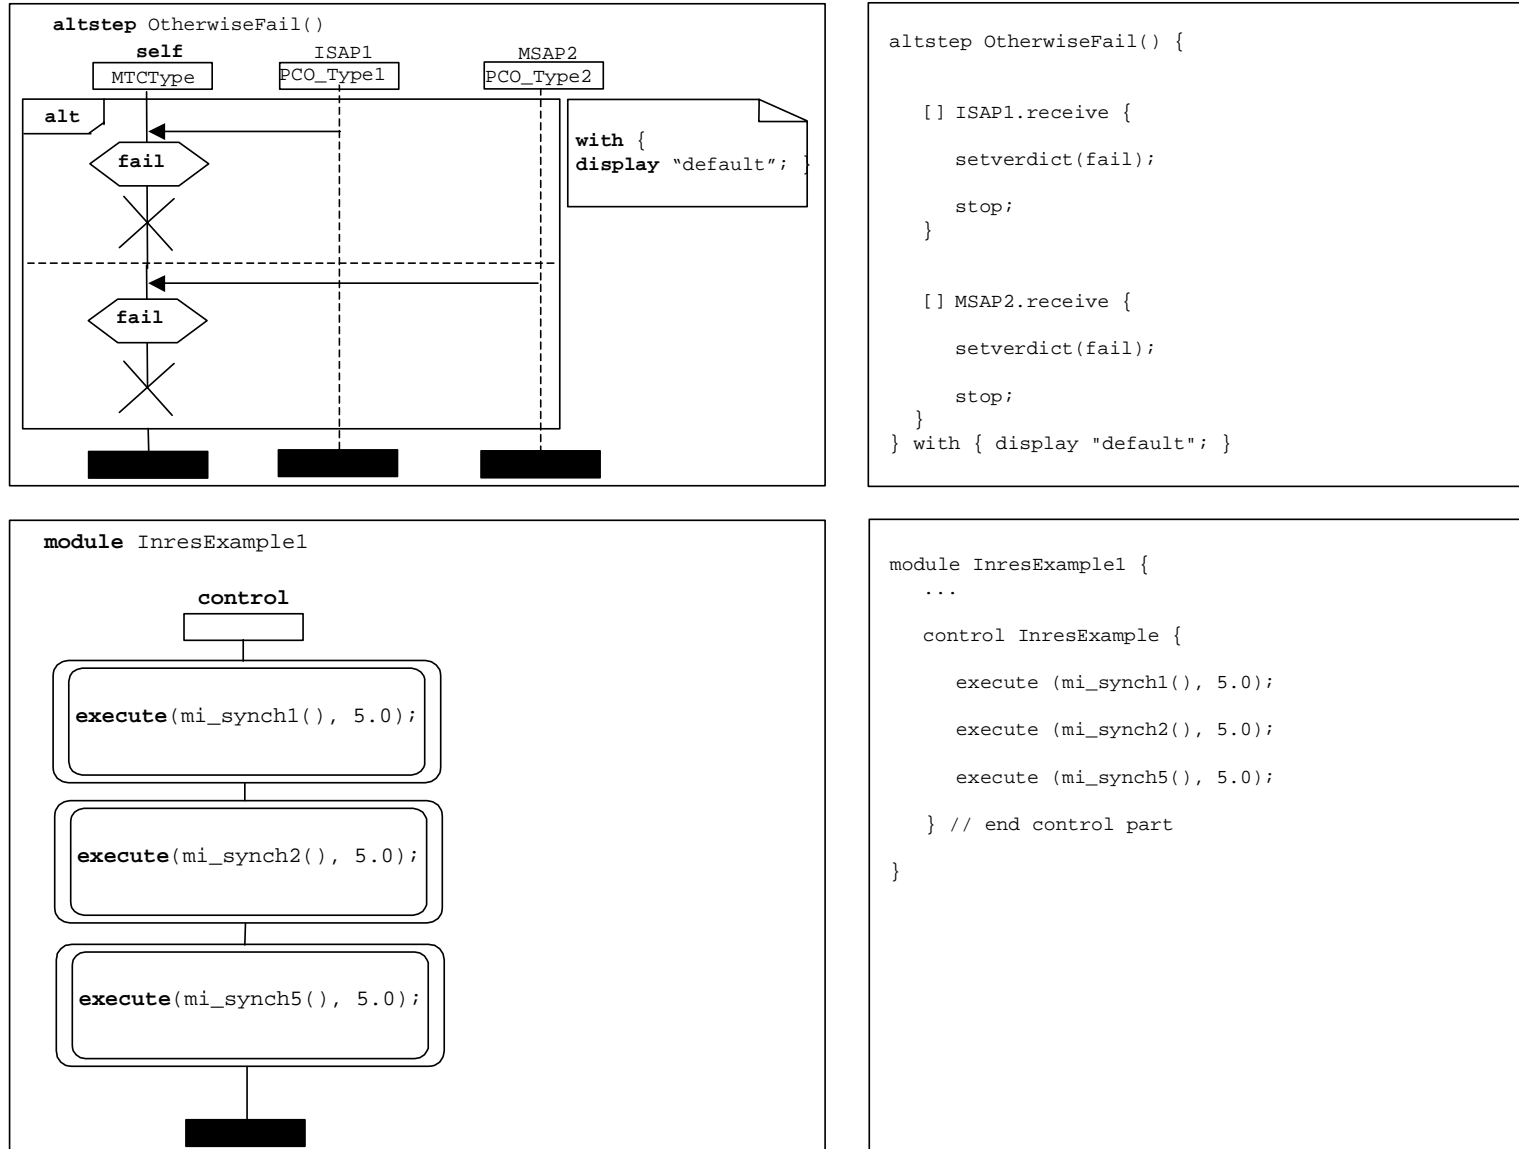 altstep OtherwiseFail()
self ISAP1 MSAP2
MTCType PCO_Type1 PCO_Type2
alt
fail
with {
display “default”; }
fail
altstep OtherwiseFail() {
[] ISAP1.receive {
setverdict(fail);
stop;
}
[] MSAP2.receive {
setverdict(fail);
stop;
}
} with { display "default"; }
module InresExample1
control
execute(mi_synch1(), 5.0);
execute(mi_synch2(), 5.0);
execute(mi_synch5(), 5.0);
module InresExample1 {
...
control InresExample {
execute (mi_synch1(), 5.0);
execute (mi_synch2(), 5.0);
execute (mi_synch5(), 5.0);
} // end control part
}